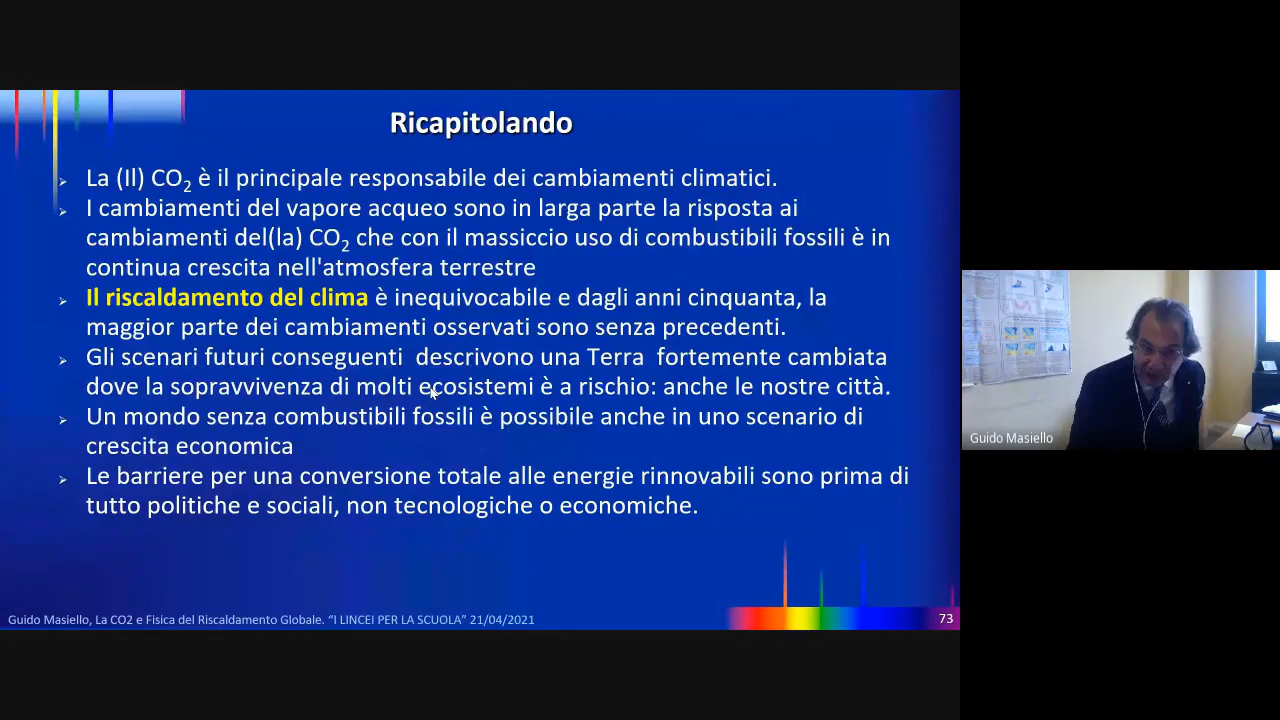 Ricapitolando
La (Il) CO2 è il principale responsabile dei cambiamenti climatici.
I cambiamenti del vapore acqueo sono in larga parte la risposta ai
cambiamenti del(la) CO2 che con il massiccio uso di combustibili fossili è in
continua crescita nell'atmosfera terrestre
Il riscaldamento del clima è inequivocabile e dagli anni cinquanta, la
maggior parte dei cambiamenti osservati sono senza precedenti.
Gli scenari futuri conseguenti descrivono una Terra fortemente cambiata
dove la sopravvivenza di molti ecosistemi è a rischio: anche le nostre città.
Un mondo senza combustibili fossili è possibile anche in uno scenario di
crescita economica
Le barriere per una conversione totale alle energie rinnovabili sono prima di
tutto politiche e sociali, non tecnologiche o economiche.
Guido Masiello, La CO2 e Fisica del Riscaldamento Globale. “I LINCEI PER LA SCUOLA” 21/04/2021
73
Guido Masiello